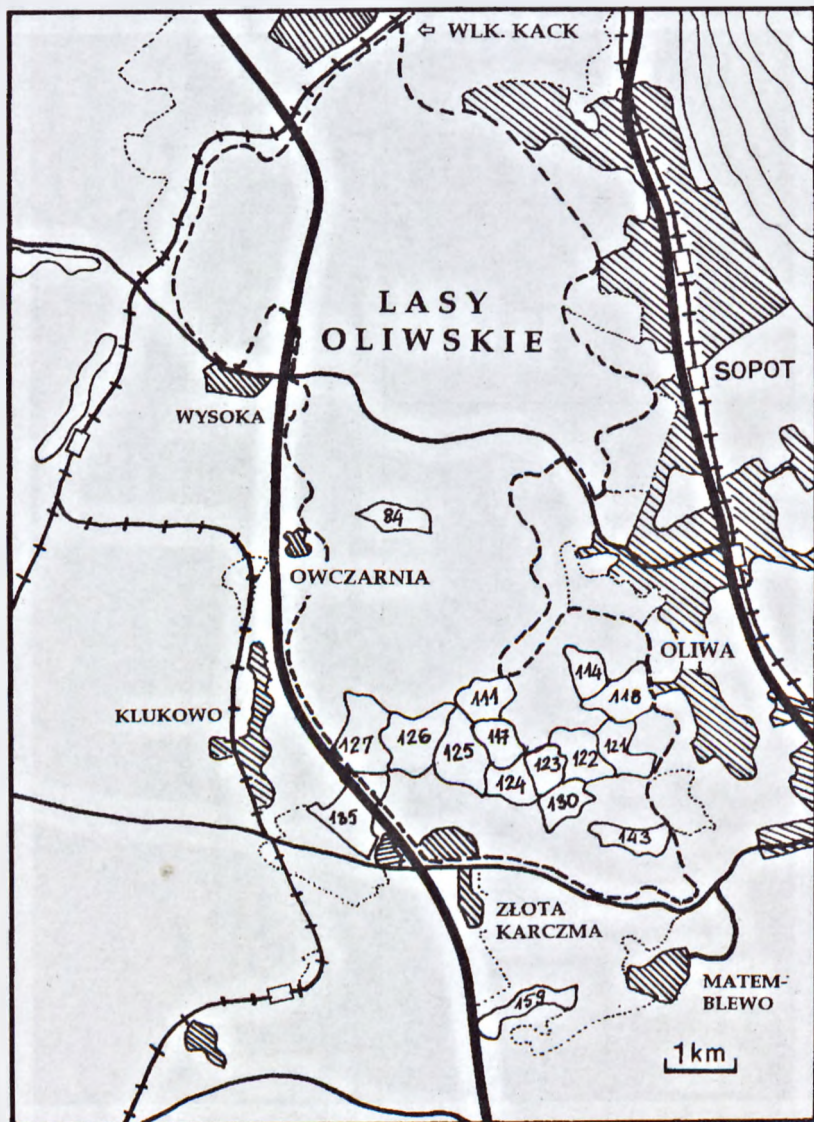 ⇦ WLK. KACK
LASY
OLIWSKIE
SOPOT
WYSOKA
84
OWCZARNIA
OLIWA
114
118
111
KLUKOWO
127
126
125
117
123
122
121
124
130
135
143
ZŁOTA
KARCZMA
MATEM-
BLEWO
159
1km